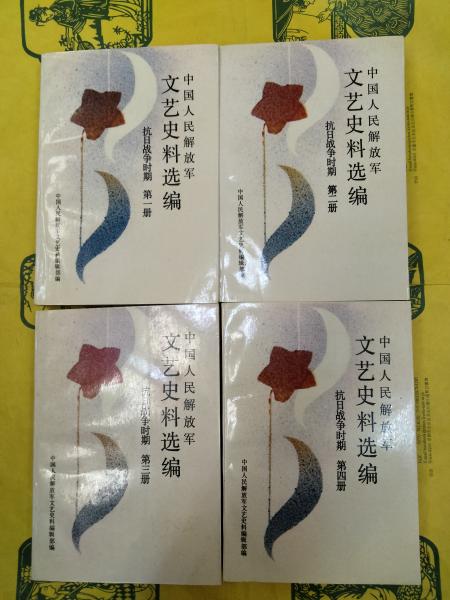 中国人民解放军
文艺史料选编
抗日战争时期 第一册
中国人民解放军文艺史料编辑部编
中国人民解放军
文艺史料选编
抗日战争时期 第二册
中国人民解放军文艺史料编辑部编
中国人民解放军
文艺史料选编
抗日战争时期 第三册
中国人民解放军文艺史料编辑部编
中国人民解放军
文艺史料选编
抗日战争时期 第四册
中国人民解放军文艺史料编辑部编